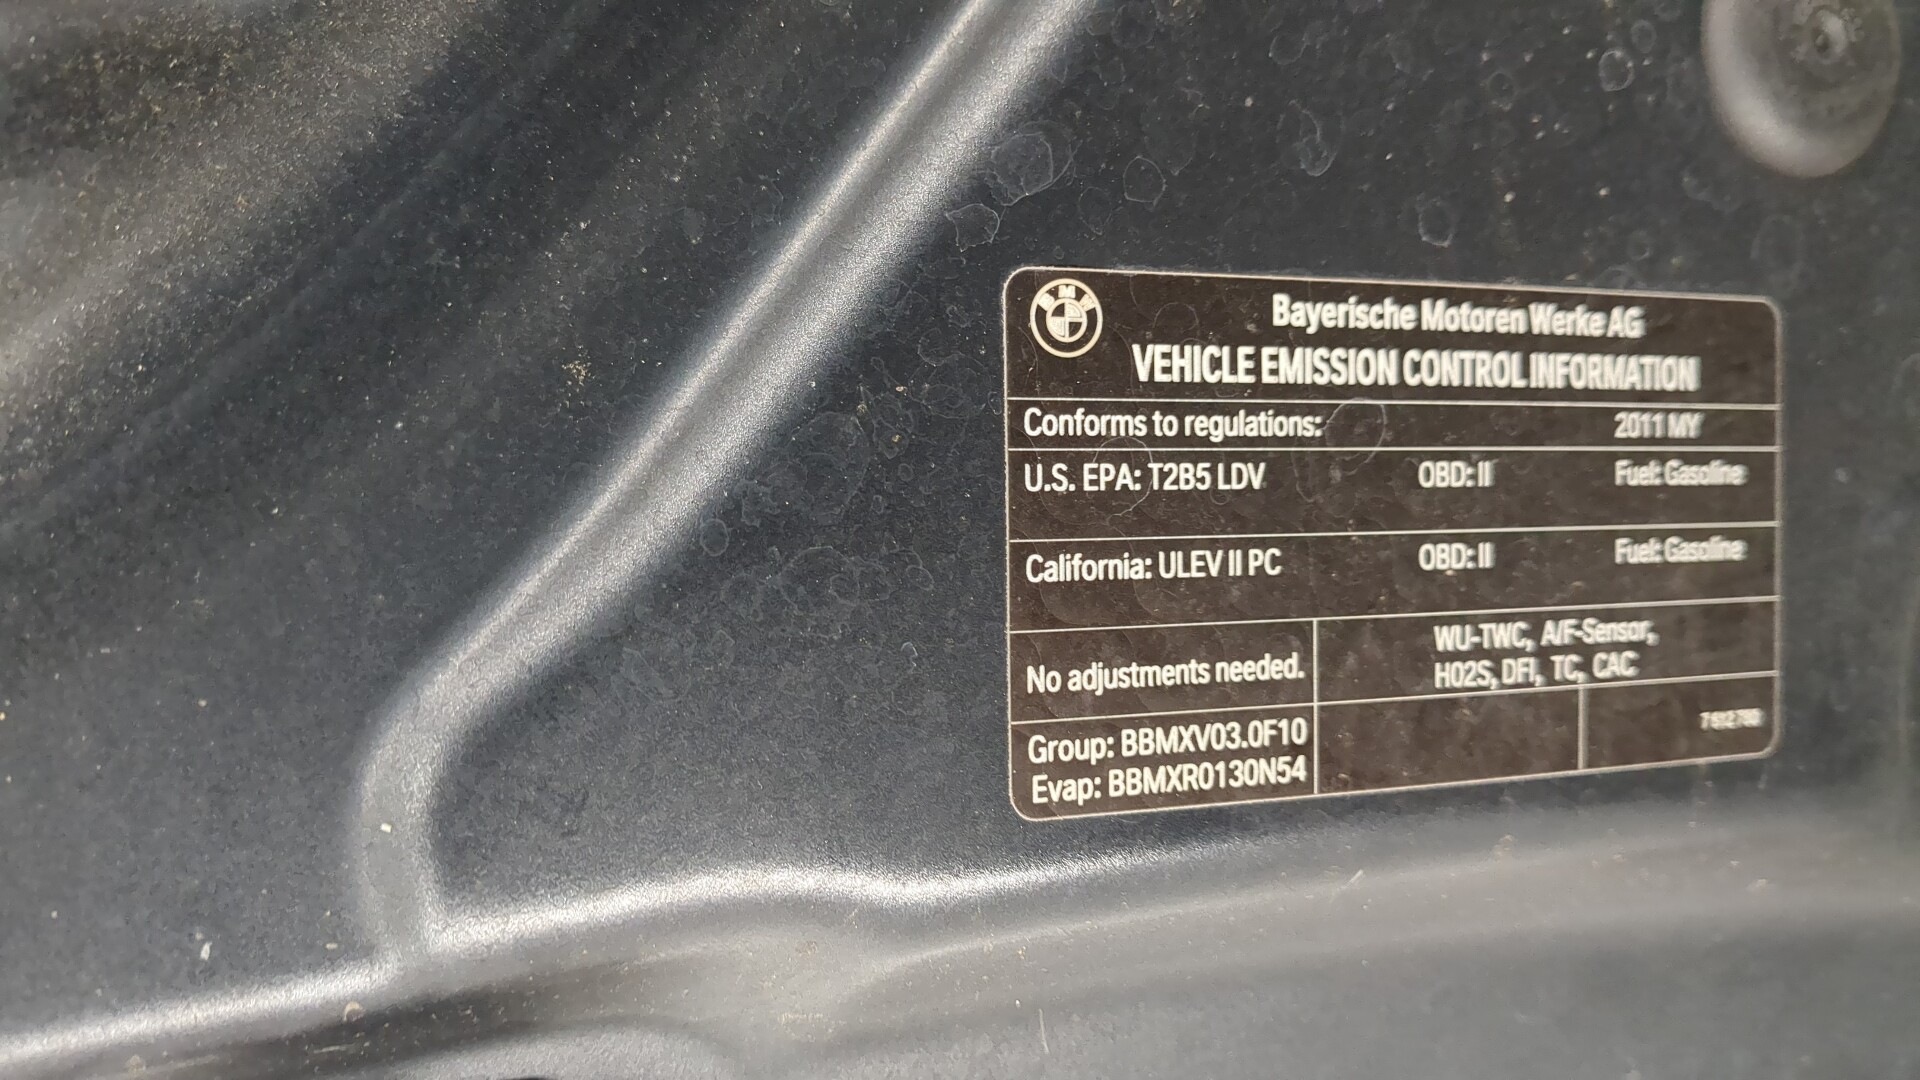 BMW
Bayerische Motoren Werke AG
VEHICLE EMISSION CONTROL INFORMATION
Conforms to regulations: 2011 MY
U.S. EPA: T2B5 LDV OBD: II Fuel: Gasoline
California: ULEV II PC OBD: II Fuel: Gasoline
No adjustments needed.
WU-TWC, A/F-Sensor,
HO2S, DFI, TC, CAC
Group: BBMXV03.0F10
Evap: BBMXR0130N54